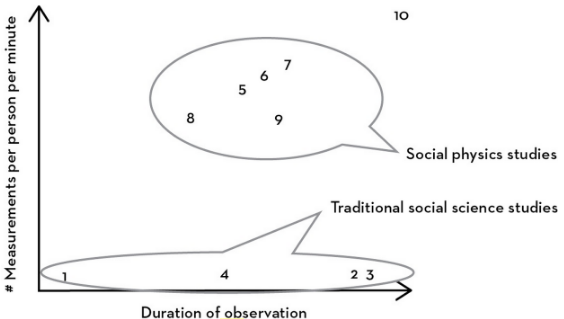 10
7
6
5
8
9
Social physics studies
Traditional social science studies
1
4
2 3
# Measurements per person per minute
Duration of observation